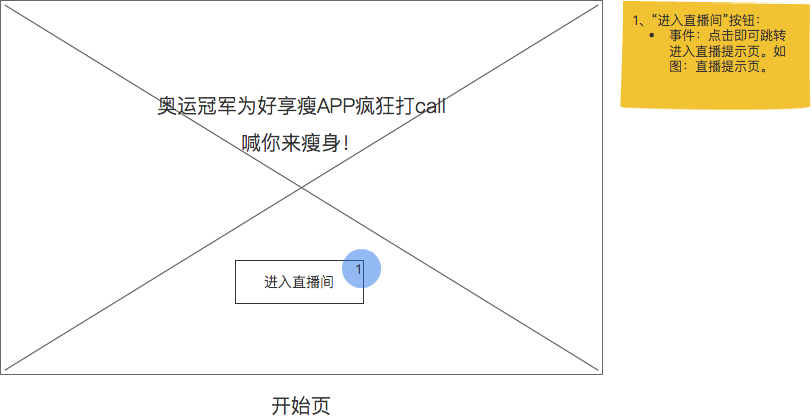 奥运冠军为好享瘦APP疯狂打call
喊你来瘦身！
进入直播间
1
开始页
1、“进入直播间”按钮：
• 事件：点击即可跳转
进入直播提示页。如
图：直播提示页。